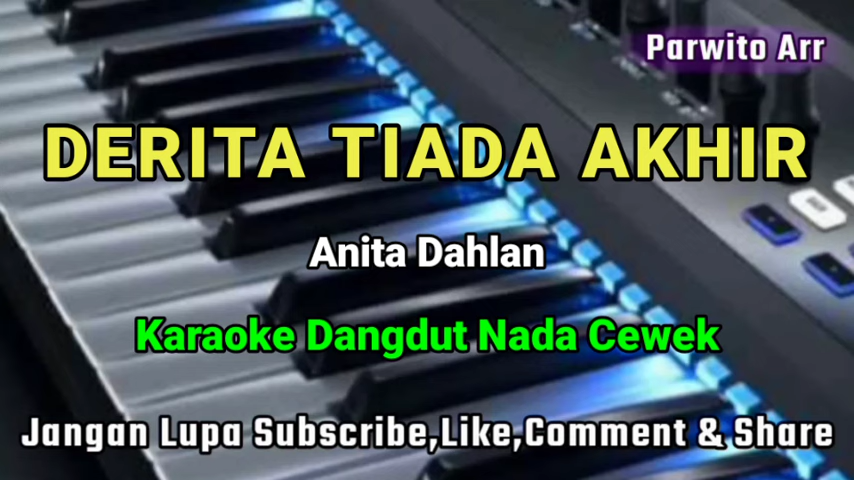 Parwito Arr
DERITA TIADA AKHIR
Anita Dahlan
Karaoke Dangdut Nada Cewek
Jangan Lupa Subscribe,Like,Comment & Share